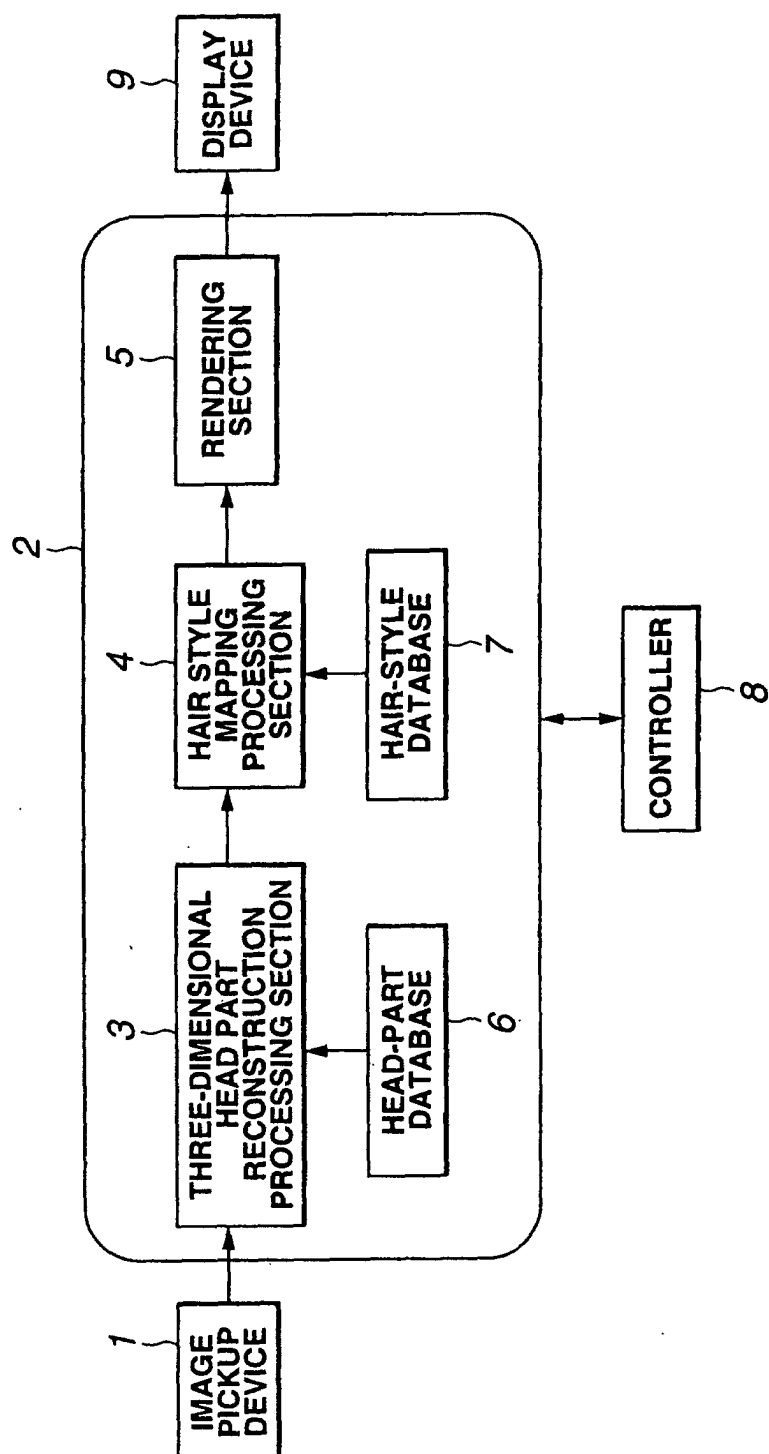 1
IMAGE
PICKUP
DEVICE
2
3
THREE-DIMENSIONAL
HEAD PART
RECONSTRUCTION
PROCESSING SECTION
4
HAIR STYLE
MAPPING
PROCESSING
SECTION
5
RENDERING
SECTION
9
DISPLAY
DEVICE
HEAD-PART
DATABASE
6
HAIR-STYLE
DATABASE
7
CONTROLLER
8